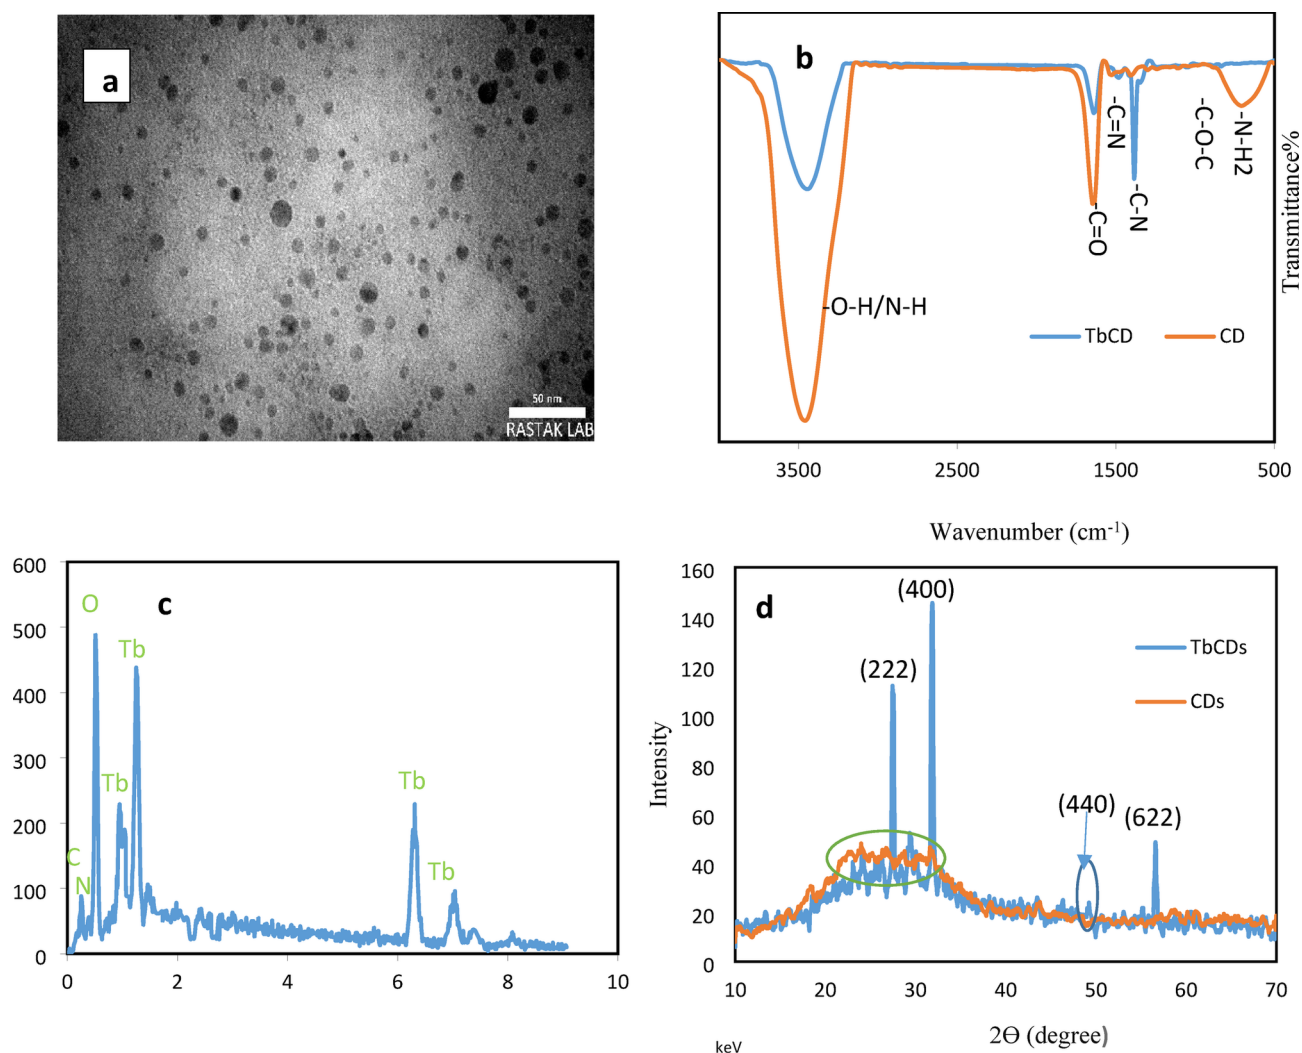 a
50 nm
RASTAK LAB
b
-C=N
-C-O-C
-N-H2
-C=O
-C-N
-O-H/N-H
TbCD
CD
Transmittance%
3500
2500
1500
500
Wavenumber (cm-1)
600
500
400
300
200
100
0
c
O
Tb
Tb
C
N
Tb
Tb
0
2
4
6
8
10
keV
160
140
120
100
80
60
40
20
0
Intensity
d
(400)
(222)
(440)
(622)
TbCDs
CDs
10
20
30
40
50
60
70
2Ө (degree)